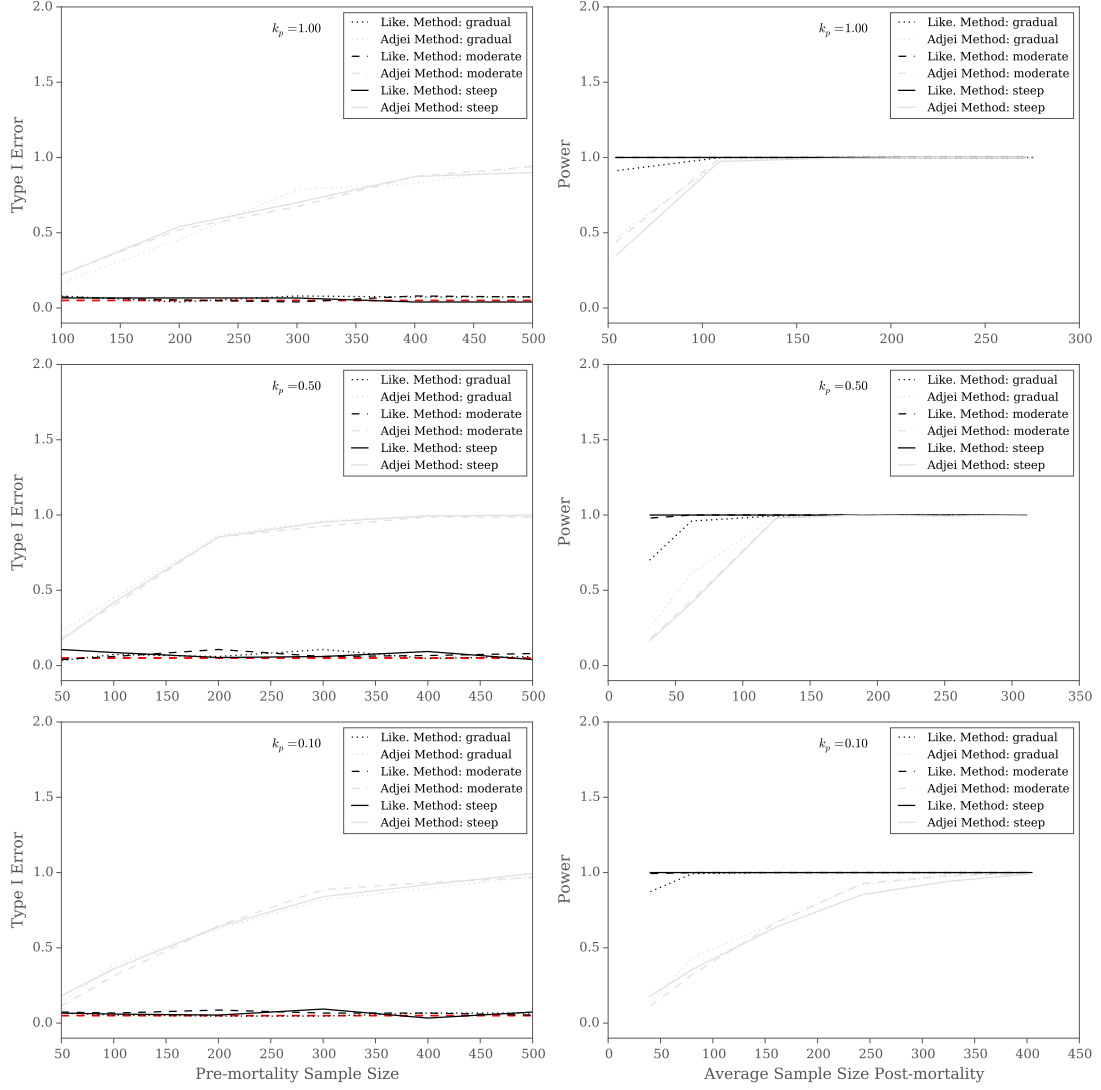 2.0
1.5
1.0
0.5
0.0
Type I Error
k_p = 1.00
Like. Method: gradual
Adjei Method: gradual
Like. Method: moderate
Adjei Method: moderate
Like. Method: steep
Adjei Method: steep
100 150 200 250 300 350 400 450 500
2.0
1.5
1.0
0.5
0.0
Power
k_p = 1.00
Like. Method: gradual
Adjei Method: gradual
Like. Method: moderate
Adjei Method: moderate
Like. Method: steep
Adjei Method: steep
50 100 150 200 250 300
2.0
1.5
1.0
0.5
0.0
Type I Error
k_p = 0.50
Like. Method: gradual
Adjei Method: gradual
Like. Method: moderate
Adjei Method: moderate
Like. Method: steep
Adjei Method: steep
50 100 150 200 250 300 350 400 450 500
2.0
1.5
1.0
0.5
0.0
Power
k_p = 0.50
Like. Method: gradual
Adjei Method: gradual
Like. Method: moderate
Adjei Method: moderate
Like. Method: steep
Adjei Method: steep
0 50 100 150 200 250 300 350
2.0
1.5
1.0
0.5
0.0
Type I Error
k_p = 0.10
Like. Method: gradual
Adjei Method: gradual
Like. Method: moderate
Adjei Method: moderate
Like. Method: steep
Adjei Method: steep
50 100 150 200 250 300 350 400 450 500
Pre-mortality Sample Size
2.0
1.5
1.0
0.5
0.0
Power
k_p = 0.10
Like. Method: gradual
Adjei Method: gradual
Like. Method: moderate
Adjei Method: moderate
Like. Method: steep
Adjei Method: steep
0 50 100 150 200 250 300 350 400 450
Average Sample Size Post-mortality